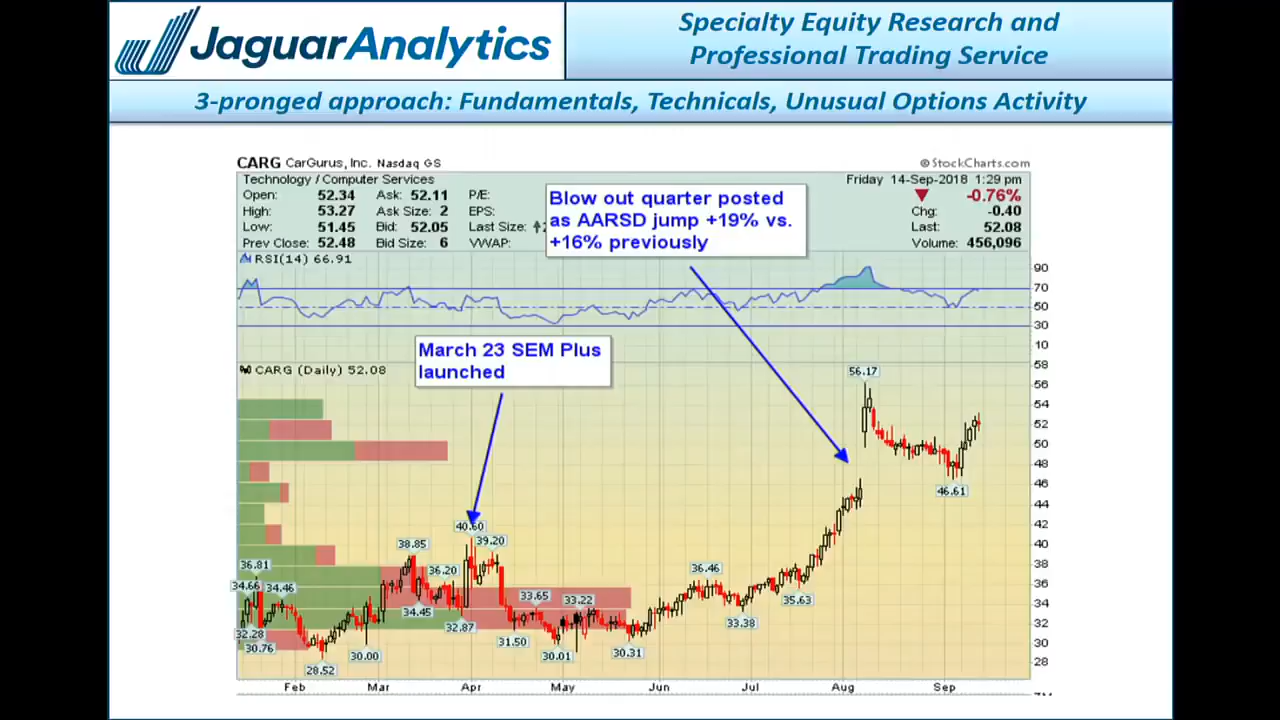 JaguarAnalytics
Specialty Equity Research and
Professional Trading Service
3-pronged approach: Fundamentals, Technicals, Unusual Options Activity
CARG CarGurus, Inc. Nasdaq GS
©StockCharts.com
Technology / Computer Services
Friday 14-Sep-2018 1:29 pm
Open: 52.34 Ask: 52.11 P/E:
-0.76%
High: 53.27 Ask Size: 2 EPS:
Chg: -0.40
Low: 51.45 Bid: 52.05 Last Size:
Last: 52.08
Prev Close: 52.48 Bid Size: 6 VWAP:
Volume: 456,096
Blow out quarter posted
as AARSD jump +19% vs.
+16% previously
RSI(14) 66.91
90
70
50
30
10
March 23 SEM Plus
launched
CARG (Daily) 52.08
58
56
54
52
50
48
46
44
42
40
38
36
34
32
30
28
56.17
46.61
40.60
39.20
38.85
36.81
36.20
36.46
34.66
34.46
35.63
33.65
33.22
34.45
33.38
32.87
32.28
31.50
30.76
30.00
30.01
30.31
28.52
Feb Mar Apr May Jun Jul Aug Sep